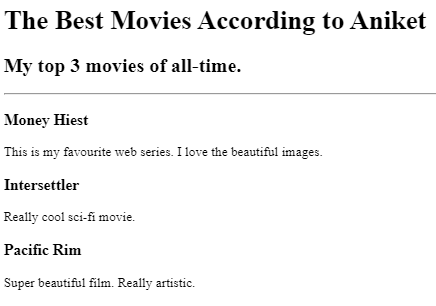 The Best Movies According to Aniket
My top 3 movies of all-time.
Money Hiest
This is my favourite web series. I love the beautiful images.
Intersettler
Really cool sci-fi movie.
Pacific Rim
Super beautiful film. Really artistic.